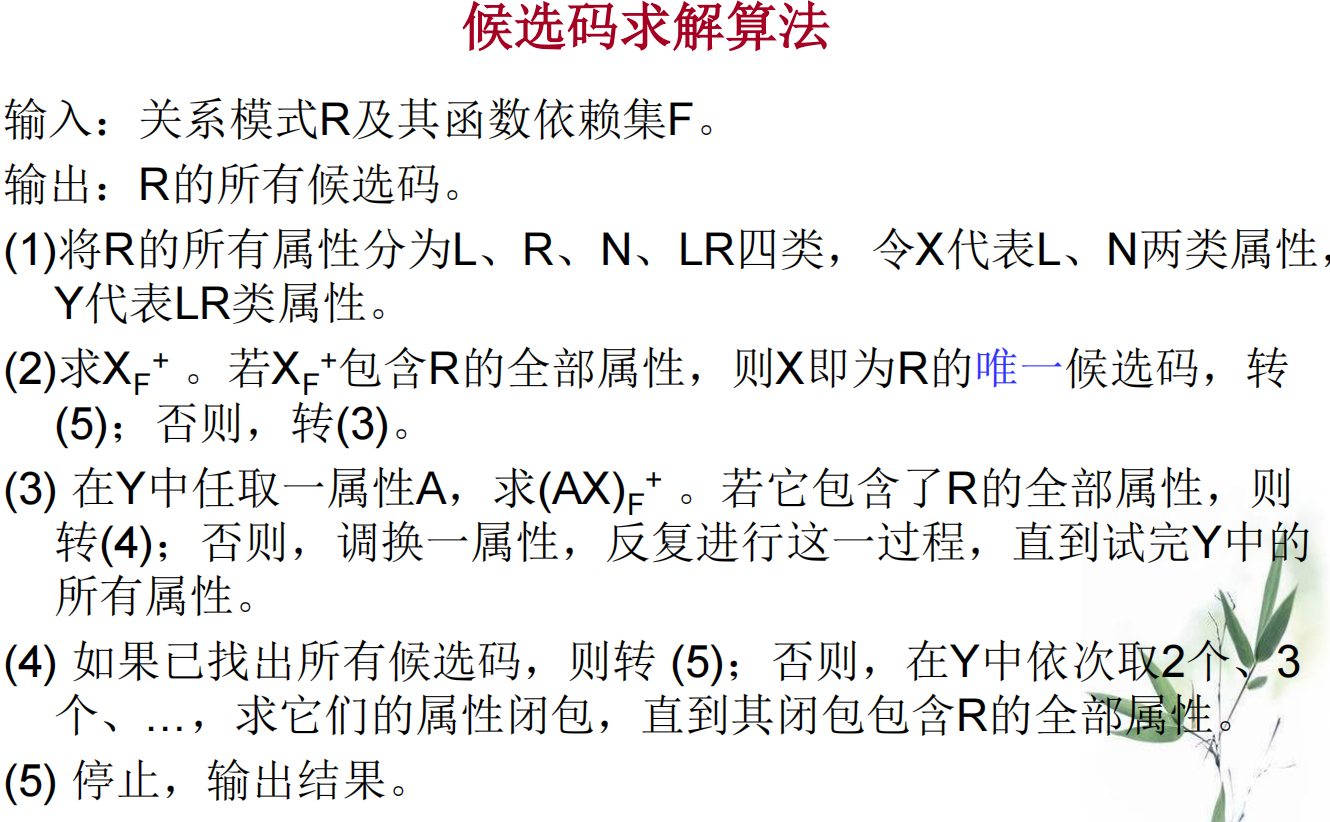 候选码求解算法
输入：关系模式R及其函数依赖集F。
输出：R的所有候选码。
(1)将R的所有属性分为L、R、N、LR四类，令X代表L、N两类属性，
Y代表LR类属性。
(2)求X_F⁺ 。若X_F⁺包含R的全部属性，则X即为R的唯一候选码，转
(5)；否则，转(3)。
(3) 在Y中任取一属性A，求(AX)_F⁺ 。若它包含了R的全部属性，则
转(4)；否则，调换一属性，反复进行这一过程，直到试完Y中的
所有属性。
(4) 如果已找出所有候选码，则转 (5)；否则，在Y中依次取2个、3
个、...，求它们的属性闭包，直到其闭包包含R的全部属性。
(5) 停止，输出结果。